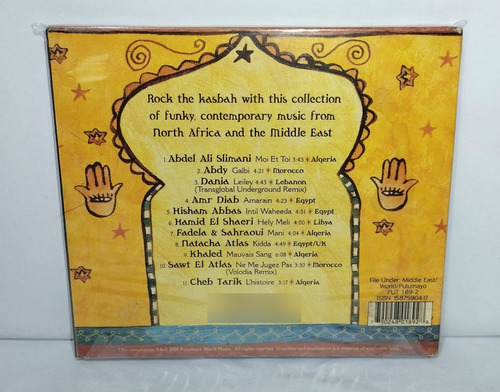 Rock the kasbah with this collection
of funky, contemporary music from
North Africa and the Middle East
1. Abdel Ali Slimani Moi Et Toi 3:43 Algeria
2. Abdy Galbi 4:21 Morocco
3. Dania Leiley 4:43 Lebanon
(Transglobal Underground Remix)
4. Amr Diab Amarain 4:23 Egypt
5. Hisham Abbas Intil Waheeda 4:51 Egypt
6. Hamid El Shaeri Hely Meli 4:00 Libya
7. Fadela & Sahraoui Mani 4:04 Algeria
8. Natacha Atlas Kidda 4:49 Egypt/UK
9. Khaled Mauvais Sang 6:08 Algeria
10. Sawt El Atlas Ne Me Jugez Pas 3:30 Morocco
(Volodia Remix)
11. Cheb Tarik L'histoire 3:17 Algeria
File Under: Middle East/
World/Putumayo
PUT 189-2
ISBN 1587590417
90248 01892 6